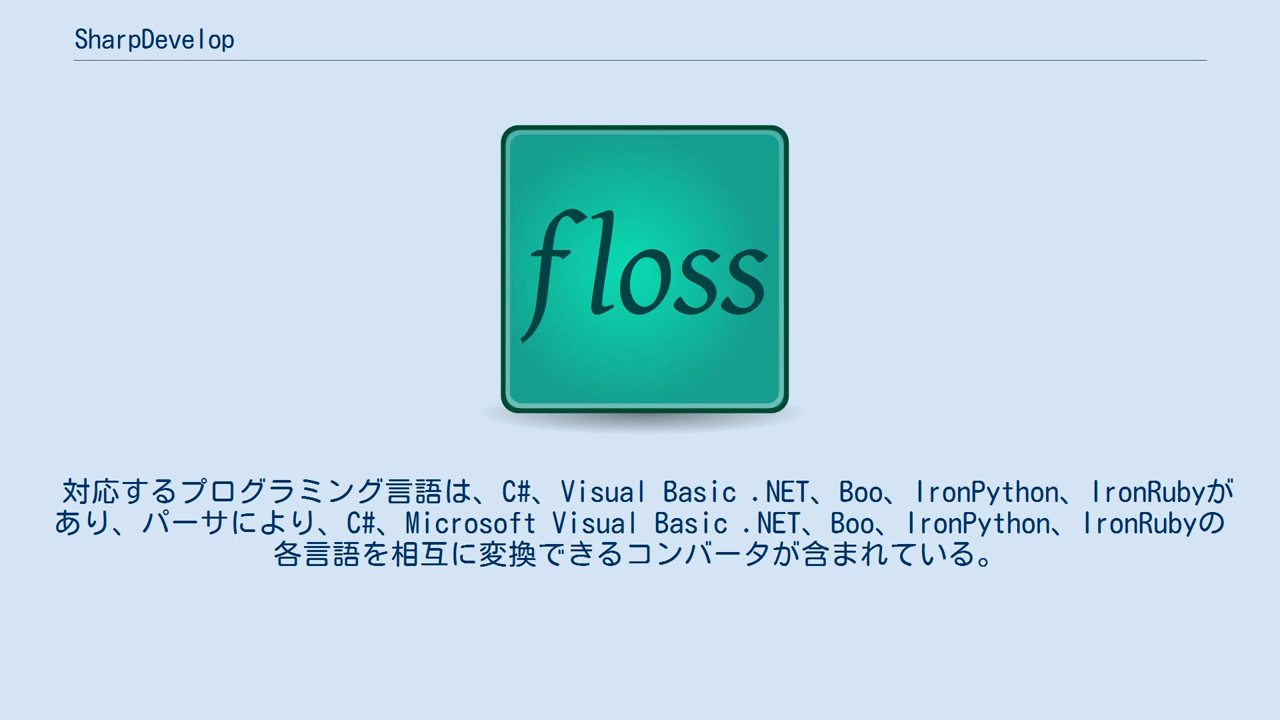 SharpDevelop
floss
対応するプログラミング言語は、C#、Visual Basic .NET、Boo、IronPython、IronRubyが
あり、パーサにより、C#、Microsoft Visual Basic .NET、Boo、IronPython、IronRubyの
各言語を相互に変換できるコンバータが含まれている。